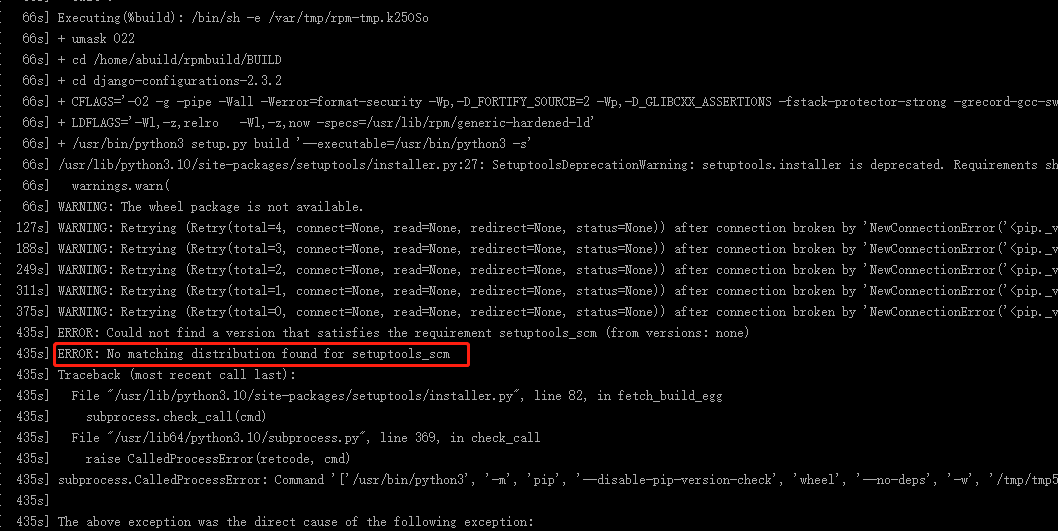 [ 66s] Executing(%build): /bin/sh -e /var/tmp/rpm-tmp.k250So
[ 66s] + umask 022
[ 66s] + cd /home/abuild/rpmbuild/BUILD
[ 66s] + cd django-configurations-2.3.2
[ 66s] + CFLAGS='-O2 -g -pipe -Wall -Werror=format-security -Wp,-D_FORTIFY_SOURCE=2 -Wp,-D_GLIBCXX_ASSERTIONS -fstack-protector-strong -grecord-gcc-sw
[ 66s] + LDFLAGS='-Wl,-z,relro   -Wl,-z,now -specs=/usr/lib/rpm/generic-hardened-ld'
[ 66s] + /usr/bin/python3 setup.py build '--executable=/usr/bin/python3 -s'
[ 66s] /usr/lib/python3.10/site-packages/setuptools/installer.py:27: SetuptoolsDeprecationWarning: setuptools.installer is deprecated. Requirements sh
[ 66s]   warnings.warn(
[ 66s] WARNING: The wheel package is not available.
[ 127s] WARNING: Retrying (Retry(total=4, connect=None, read=None, redirect=None, status=None)) after connection broken by 'NewConnectionError('<pip._v
[ 188s] WARNING: Retrying (Retry(total=3, connect=None, read=None, redirect=None, status=None)) after connection broken by 'NewConnectionError('<pip._v
[ 249s] WARNING: Retrying (Retry(total=2, connect=None, read=None, redirect=None, status=None)) after connection broken by 'NewConnectionError('<pip._v
[ 311s] WARNING: Retrying (Retry(total=1, connect=None, read=None, redirect=None, status=None)) after connection broken by 'NewConnectionError('<pip._v
[ 375s] WARNING: Retrying (Retry(total=0, connect=None, read=None, redirect=None, status=None)) after connection broken by 'NewConnectionError('<pip._v
[ 435s] ERROR: Could not find a version that satisfies the requirement setuptools_scm (from versions: none)
[ 435s] ERROR: No matching distribution found for setuptools_scm
[ 435s] Traceback (most recent call last):
[ 435s]   File "/usr/lib/python3.10/site-packages/setuptools/installer.py", line 82, in fetch_build_egg
[ 435s]     subprocess.check_call(cmd)
[ 435s]   File "/usr/lib64/python3.10/subprocess.py", line 369, in check_call
[ 435s]     raise CalledProcessError(retcode, cmd)
[ 435s] subprocess.CalledProcessError: Command '['/usr/bin/python3', '-m', 'pip', '--disable-pip-version-check', 'wheel', '--no-deps', '-w', '/tmp/tmp5
[ 435s]
[ 435s] The above exception was the direct cause of the following exception: